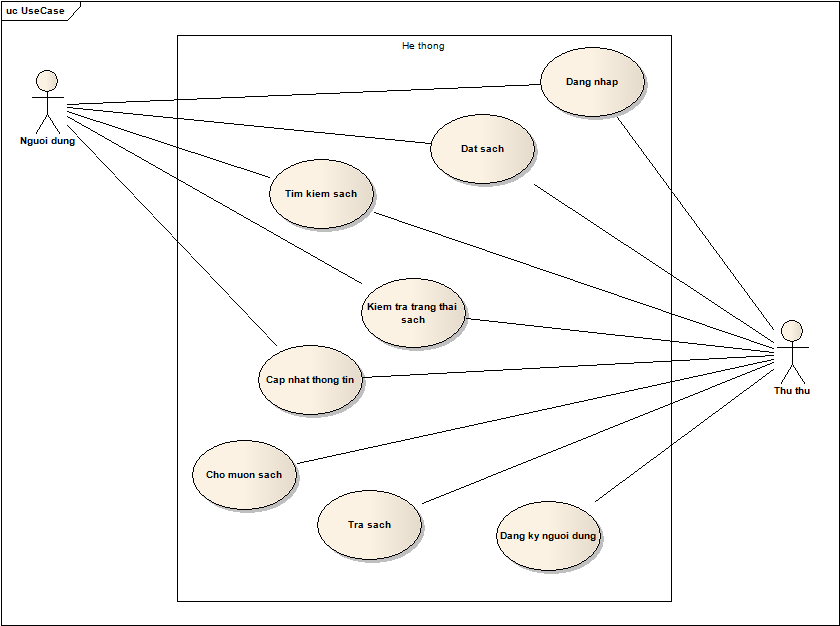 uc UseCase
He thong
Nguoi dung
Dang nhap
Dat sach
Tim kiem sach
Kiem tra trang thai
sach
Cap nhat thong tin
Thu thu
Cho muon sach
Tra sach
Dang ky nguoi dung